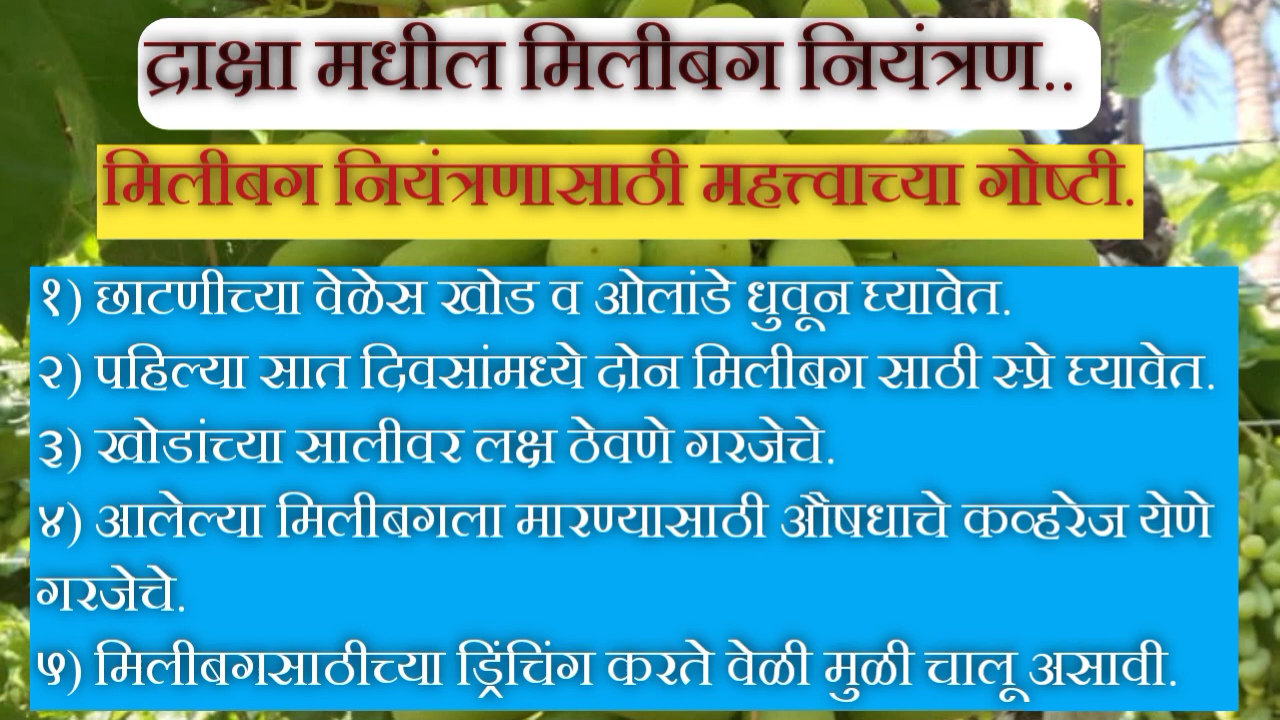 द्राक्षा मधील मिलीबग नियंत्रण..
मिलीबग नियंत्रणासाठी महत्त्वाच्या गोष्टी.
१) छाटणीच्या वेळेस खोड व ओलांडे धुवून घ्यावेत.
२) पहिल्या सात दिवसांमध्ये दोन मिलीबग साठी स्प्रे घ्यावेत.
३) खोडांच्या सालीवर लक्ष ठेवणे गरजेचे.
४) आलेल्या मिलीबगला मारण्यासाठी औषधाचे कव्हरेज येणे
गरजेचे.
५) मिलीबगसाठीच्या ड्रिंचिंग करते वेळी मुळी चालू असावी.